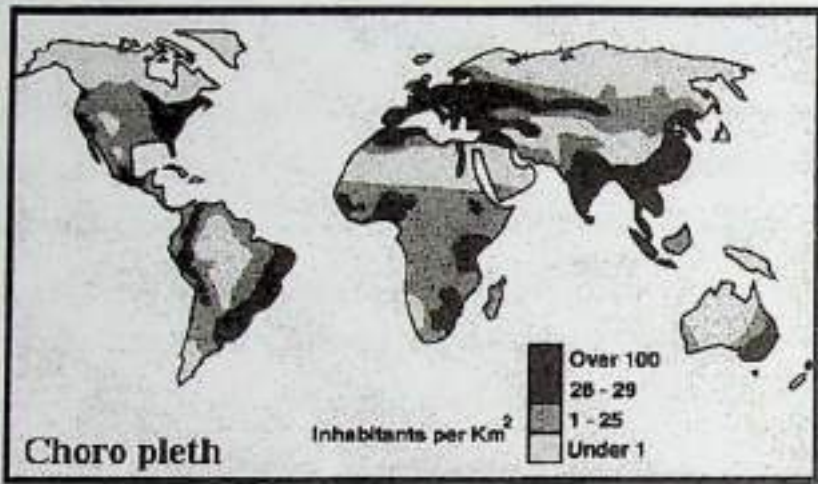 Over 100
26 - 29
1 - 25
Under 1
Inhabitants per Km²
Choro pleth